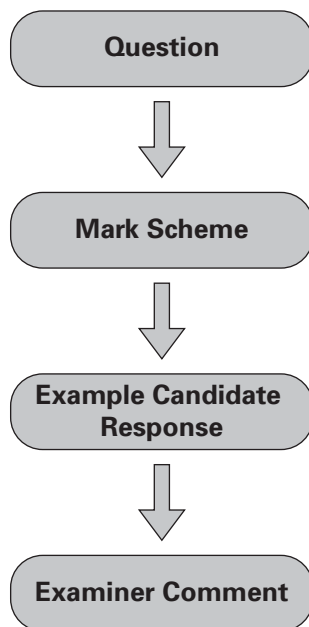 Question
Mark Scheme
Example Candidate
Response
Examiner Comment